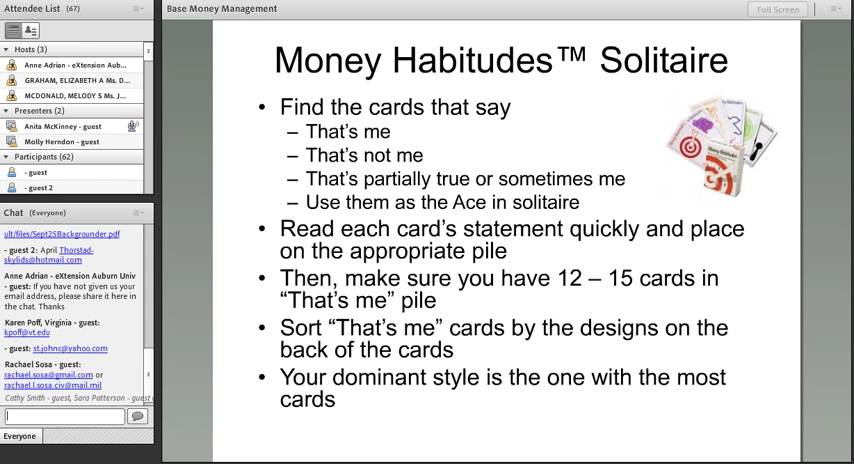 Attendee List (67)
Hosts (3)
Anne Adrian - eXtension Aub...
GRAHAM, ELIZABETH A Ms. D...
MCDONALD, MELODY S Ms. J...
Presenters (2)
Anita McKinney - guest
Molly Herndon - guest
Participants (62)
- guest
- guest 2
Chat (Everyone)
ult/files/Sept25Backgrounder.pdf
- guest 2: April Thorstad-
skylids@hotmail.com
Anne Adrian - eXtension Auburn Univ
- guest: If you have not given us your
email address, please share it here in
the chat. Thanks
Karen Poff, Virginia - guest:
kpoff@vt.edu
- guest: st.johnc@yahoo.com
Rachael Sosa - guest:
rachael.sosa@gmail.com or
rachael.l.sosa.civ@mail.mil
Cathy Smith - guest, Sara Patterson - guest
Everyone
Base Money Management
Full Screen
Money Habitudes™ Solitaire
• Find the cards that say
– That's me
– That's not me
– That's partially true or sometimes me
– Use them as the Ace in solitaire
• Read each card's statement quickly and place
on the appropriate pile
• Then, make sure you have 12 – 15 cards in
“That's me” pile
• Sort “That's me” cards by the designs on the
back of the cards
• Your dominant style is the one with the most
cards